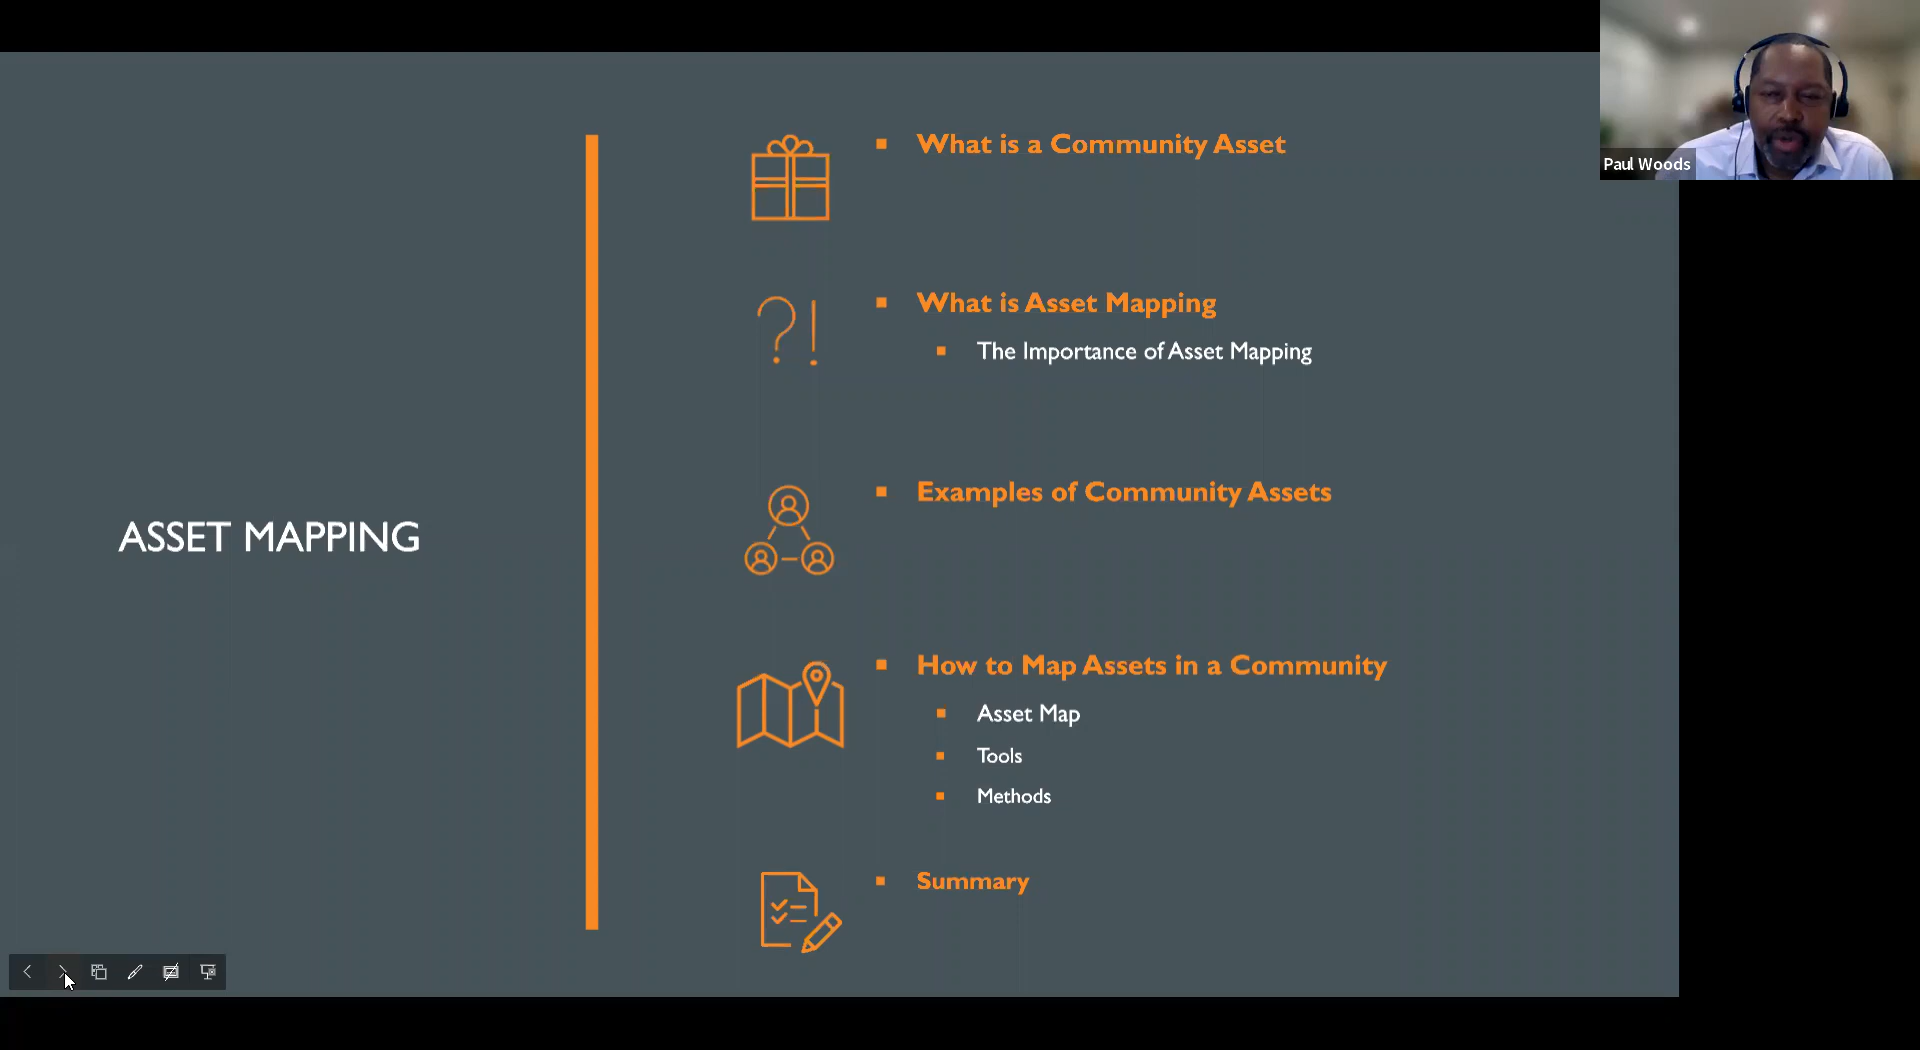 What is a Community Asset
What is Asset Mapping
The Importance of Asset Mapping
Examples of Community Assets
ASSET MAPPING
How to Map Assets in a Community
Asset Map
Tools
Methods
Summary
Paul Woods